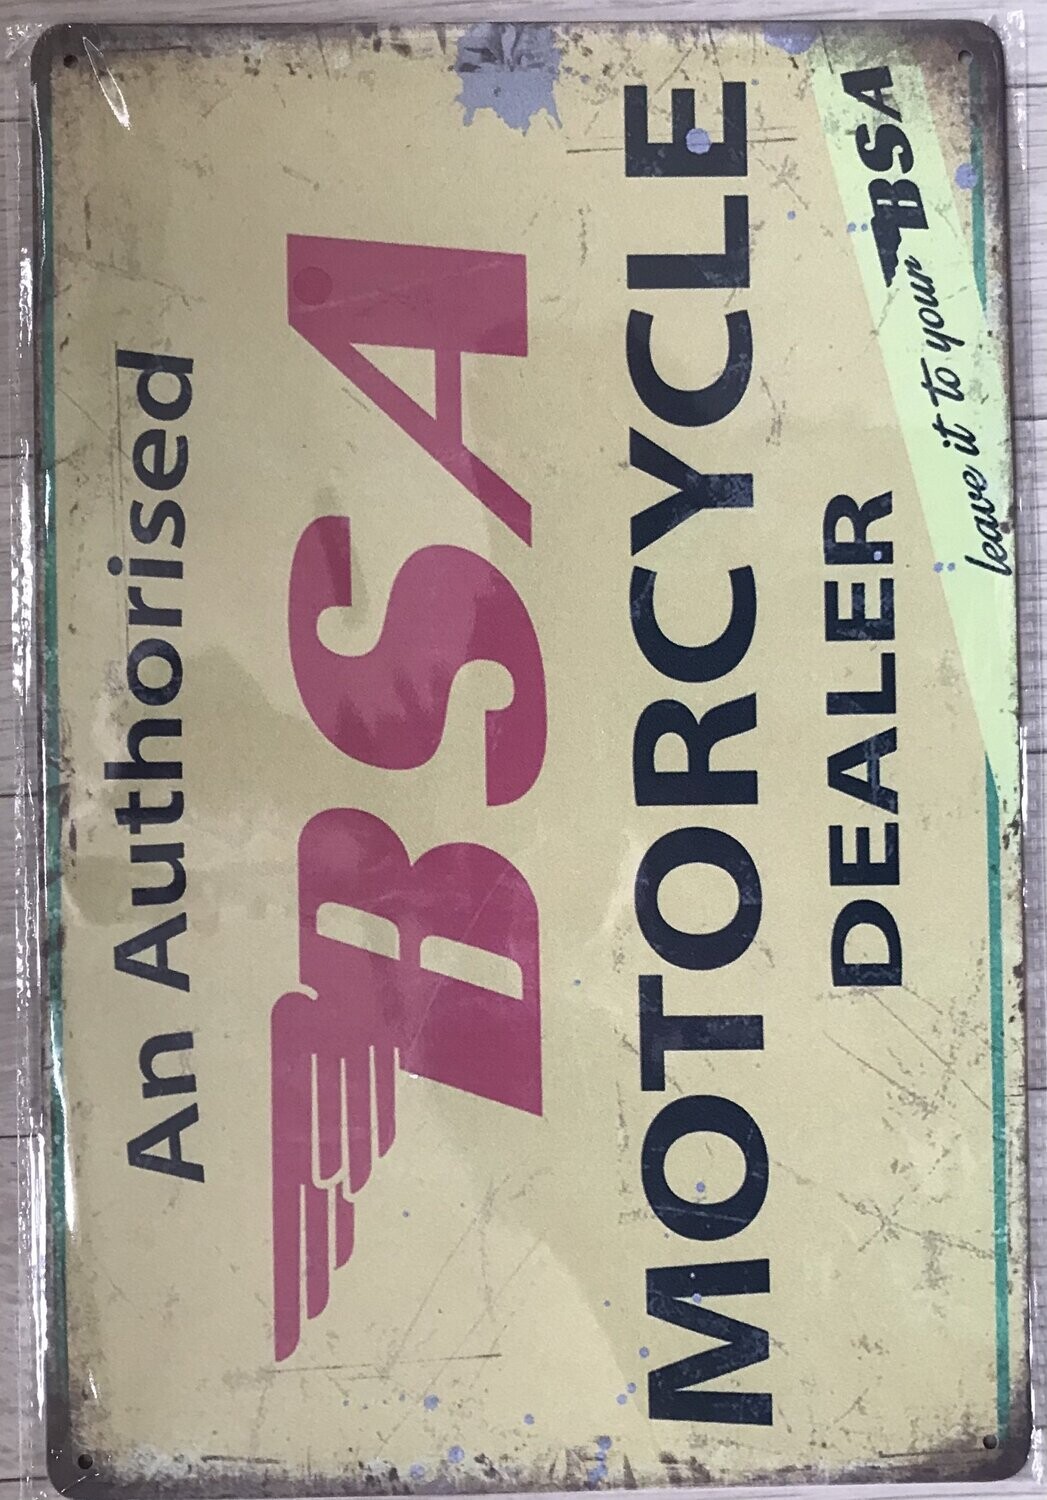 An Authorised
BSA
MOTORCYCLE
DEALER
leave it to your BSA